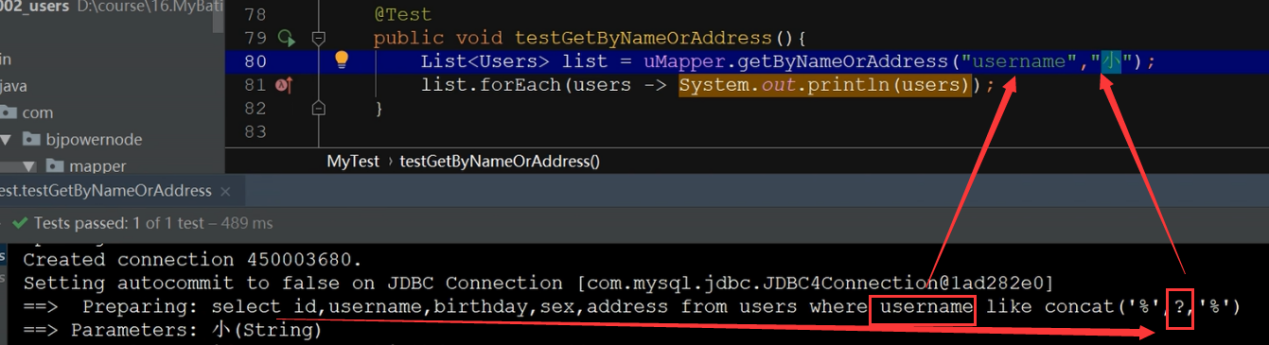 002_users D:\course\16.MyBati
in
java
com
bjpowernode
mapper
78 @Test
79 public void testGetByNameOrAddress(){
80 List<Users> list = uMapper.getByNameOrAddress("username","小");
81 list.forEach(users -> System.out.println(users));
82 }
83
MyTest › testGetByNameOrAddress()
est.testGetByNameOrAddress ×
Tests passed: 1 of 1 test – 489 ms
Created connection 450003680.
Setting autocommit to false on JDBC Connection [com.mysql.jdbc.JDBC4Connection@1ad282e0]
==> Preparing: select id,username,birthday,sex,address from users where username like concat('%',?,'%')
==> Parameters: 小(String)